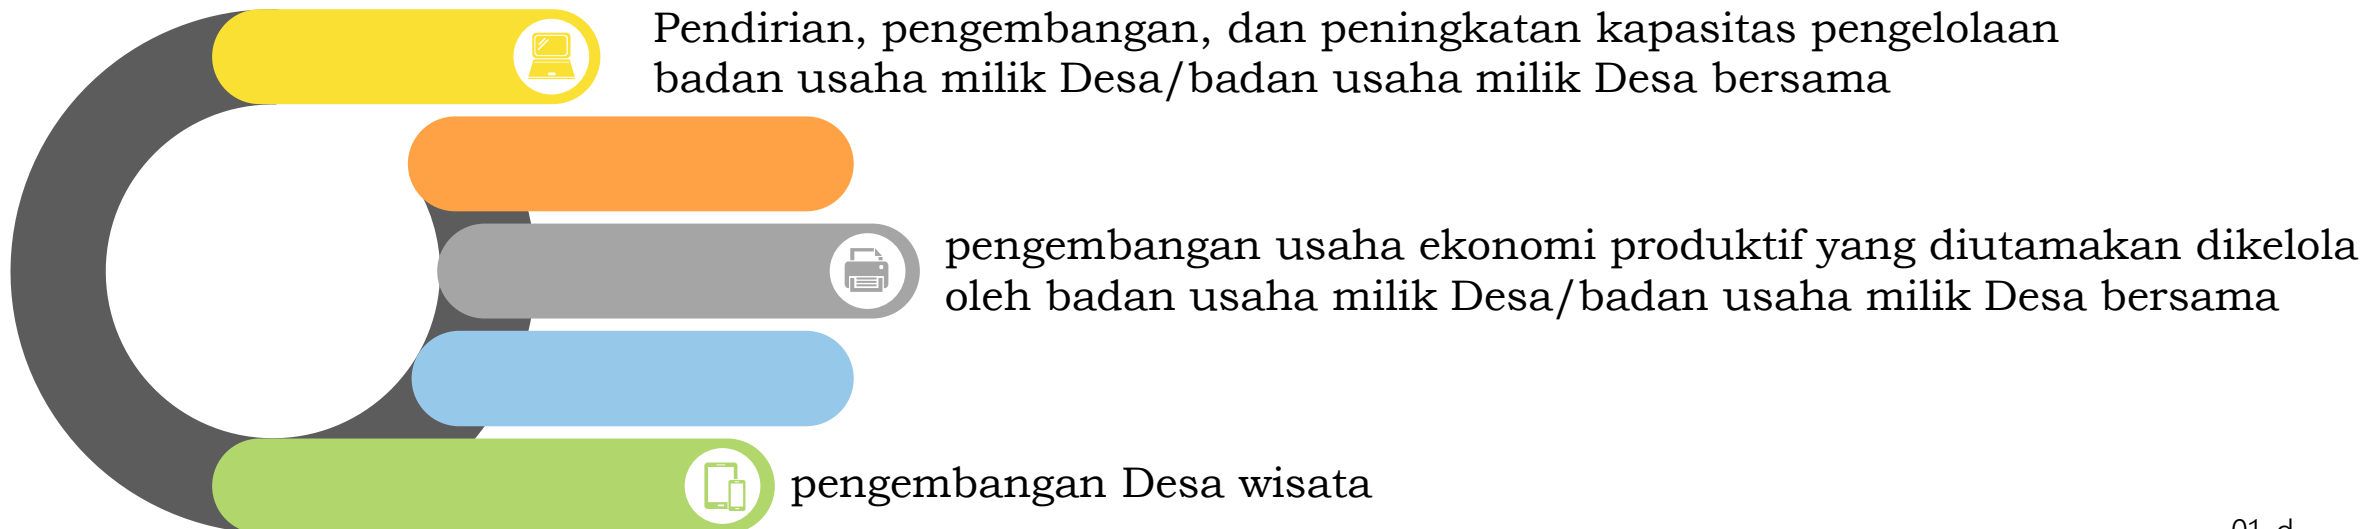 Pendirian, pengembangan, dan peningkatan kapasitas pengelolaan
badan usaha milik Desa/badan usaha milik Desa bersama
pengembangan usaha ekonomi produktif yang diutamakan dikelola
oleh badan usaha milik Desa/badan usaha milik Desa bersama
pengembangan Desa wisata